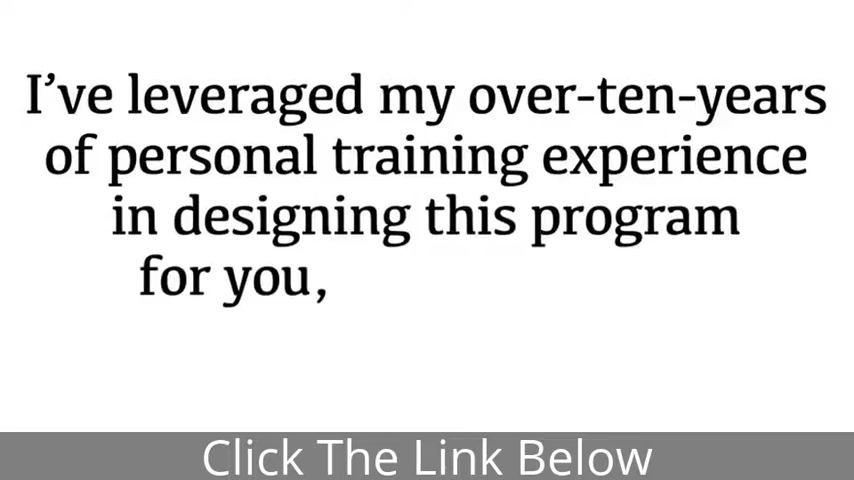 I’ve leveraged my over-ten-years
of personal training experience
in designing this program
for you,
Click The Link Below